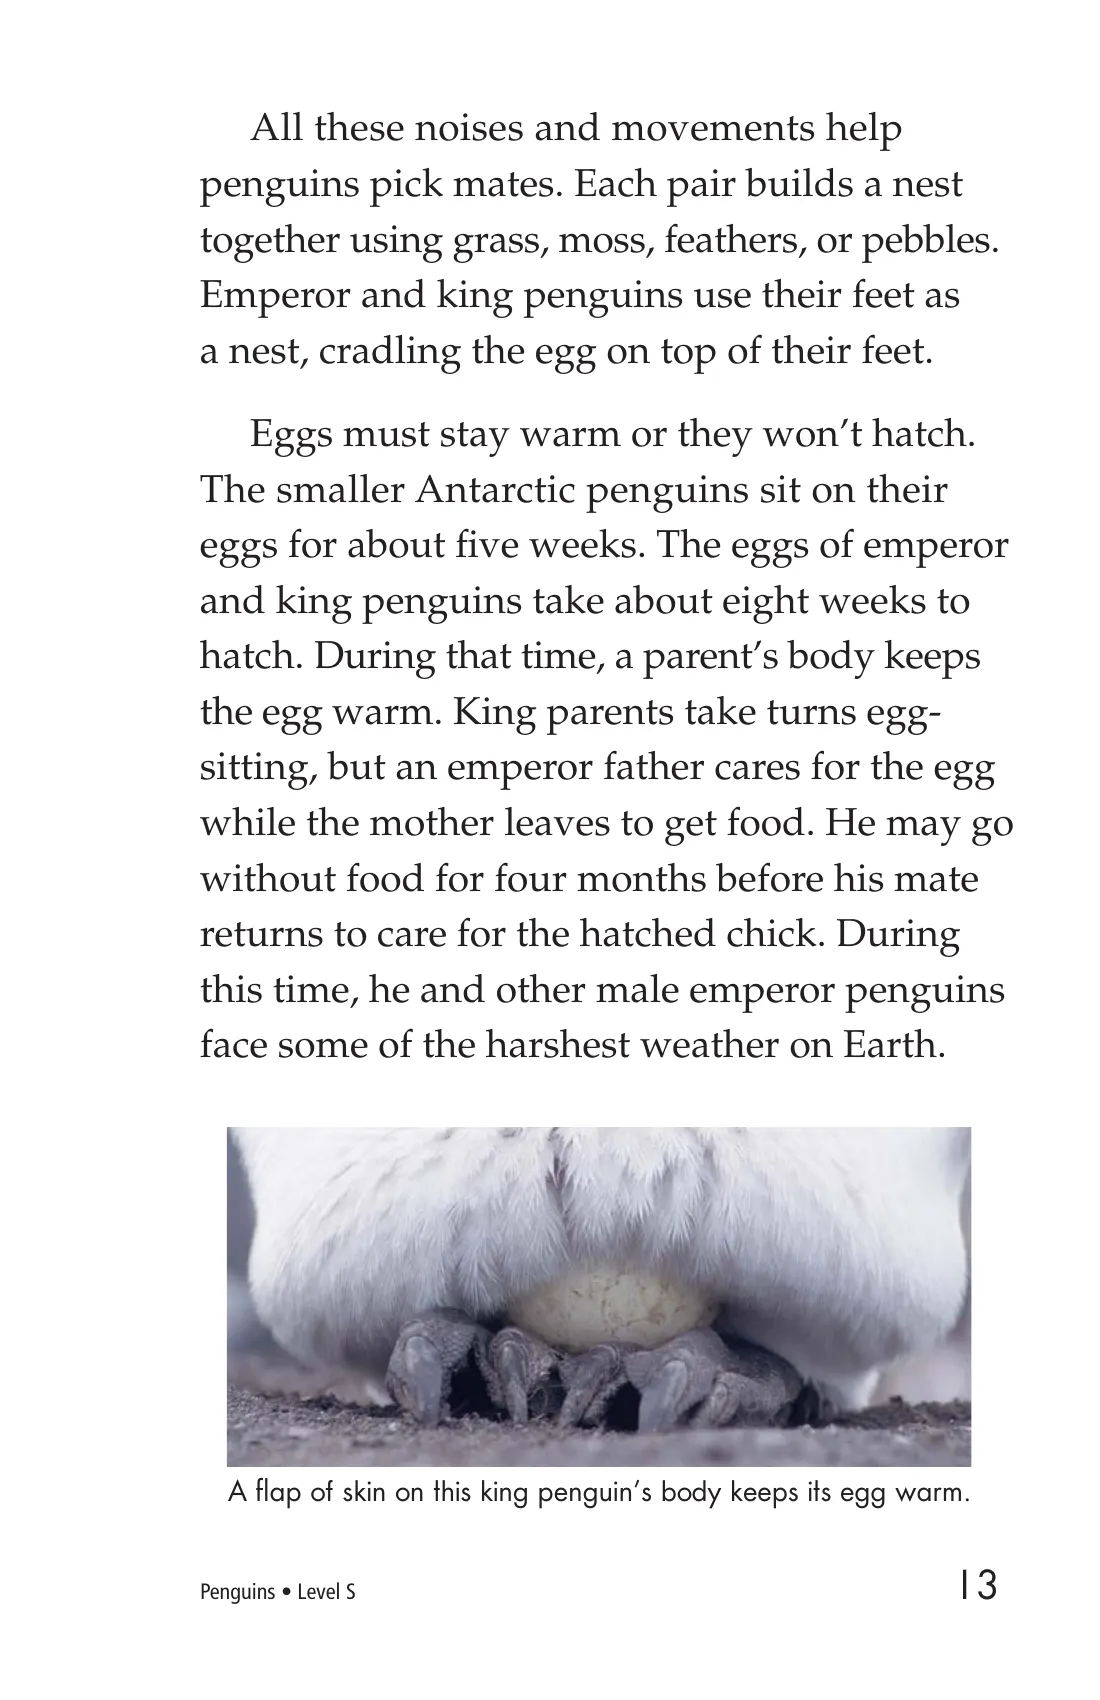 All these noises and movements help
penguins pick mates. Each pair builds a nest
together using grass, moss, feathers, or pebbles.
Emperor and king penguins use their feet as
a nest, cradling the egg on top of their feet.
Eggs must stay warm or they won’t hatch.
The smaller Antarctic penguins sit on their
eggs for about five weeks. The eggs of emperor
and king penguins take about eight weeks to
hatch. During that time, a parent’s body keeps
the egg warm. King parents take turns egg-
sitting, but an emperor father cares for the egg
while the mother leaves to get food. He may go
without food for four months before his mate
returns to care for the hatched chick. During
this time, he and other male emperor penguins
face some of the harshest weather on Earth.
A flap of skin on this king penguin’s body keeps its egg warm.
Penguins • Level S
13